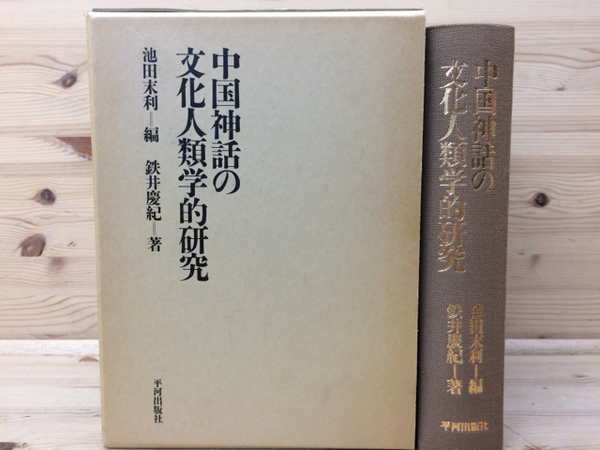 中国神話の
文化人類学的研究
池田末利＝編　鉄井慶紀＝著
平河出版社
中国神話の
文化人類学的研究
池田末利＝編
鉄井慶紀＝著
平河出版社